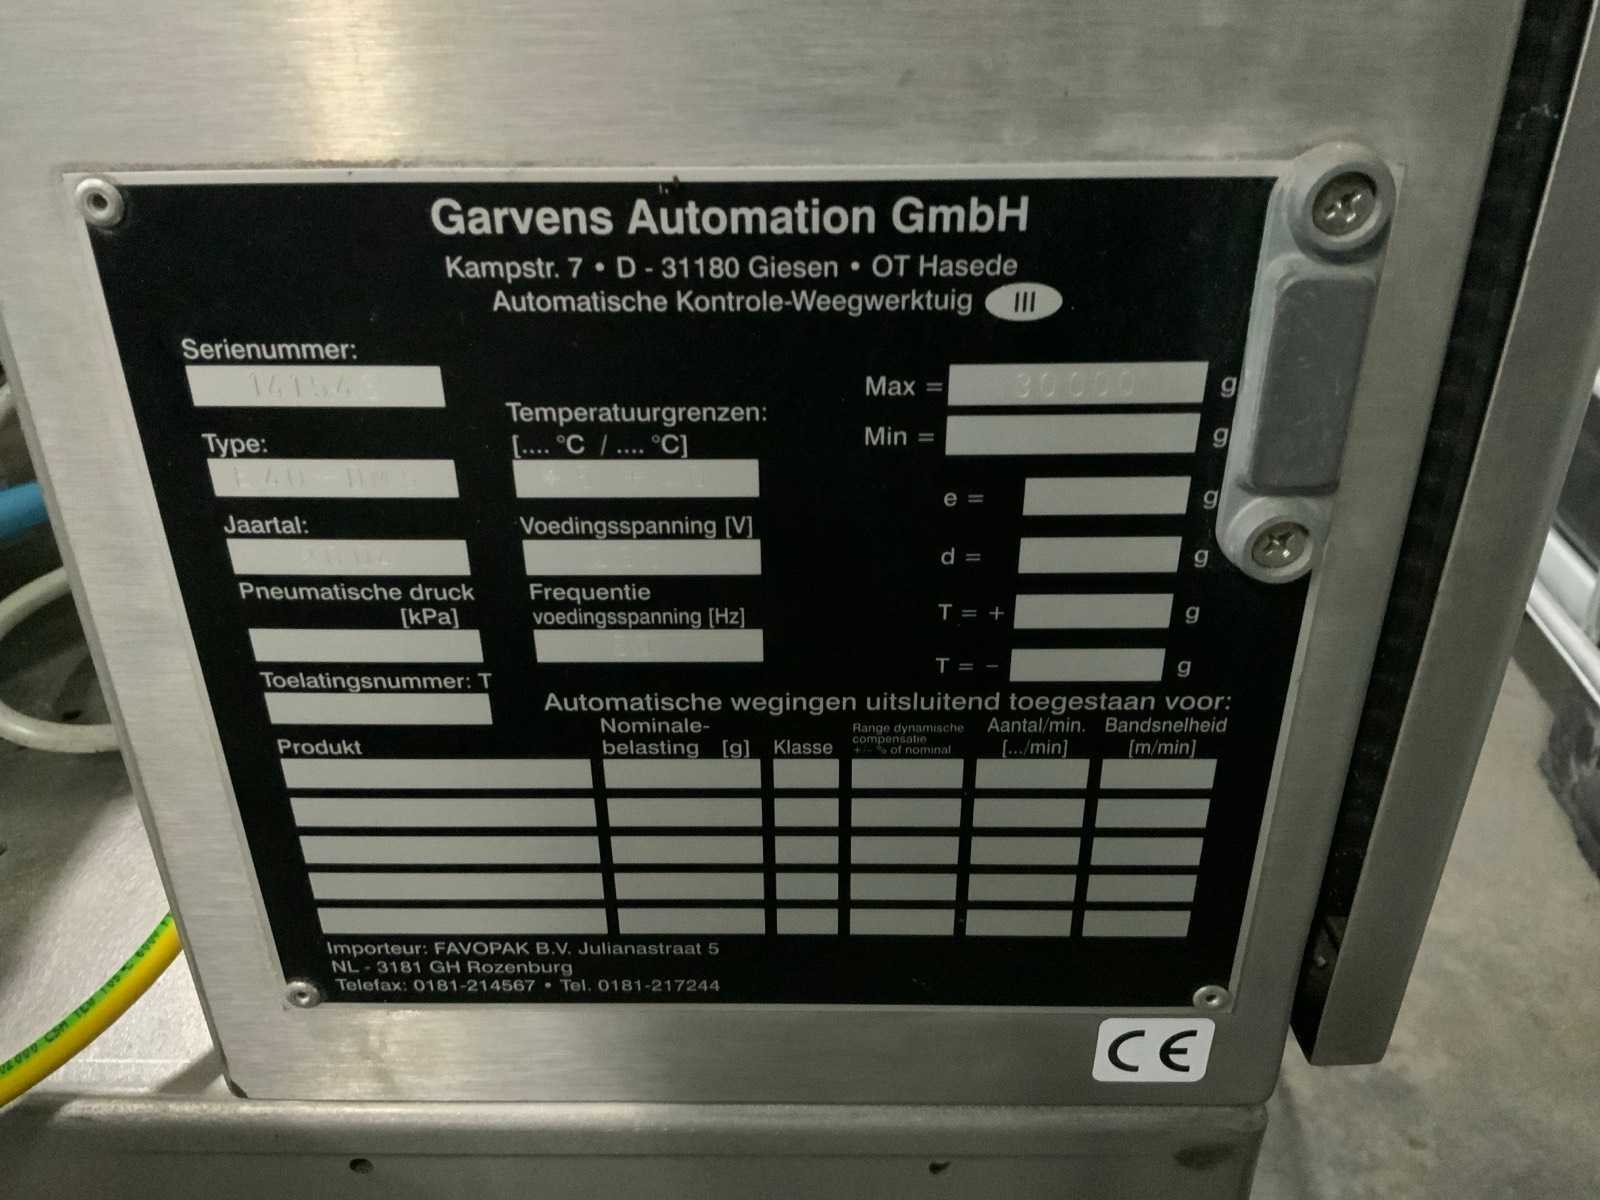 Garvens Automation GmbH
Kampstr. 7 • D - 31180 Giesen • OT Hasede
Automatische Kontrole-Weegwerktuig III
Serienummer:
Type:
Jaartal:
Pneumatische druck
[kPa]
Toelatingsnummer: T
Temperatuurgrenzen:
[.... °C / .... °C]
Voedingsspanning [V]
Frequentie
voedingsspanning [Hz]
Max = 30000 g
Min = g
e = g
d = g
T = + g
T = - g
Automatische wegingen uitsluitend toegestaan voor:
Produkt
Nominale-
belasting [g]
Klasse
Range dynamische
compensatie
+/- % of nominal
Aantal/min.
[.../min]
Bandsnelheid
[m/min]
Importeur: FAVOPAK B.V. Julianastraat 5
NL - 3181 GH Rozenburg
Telefax: 0181-214567 • Tel. 0181-217244
CE